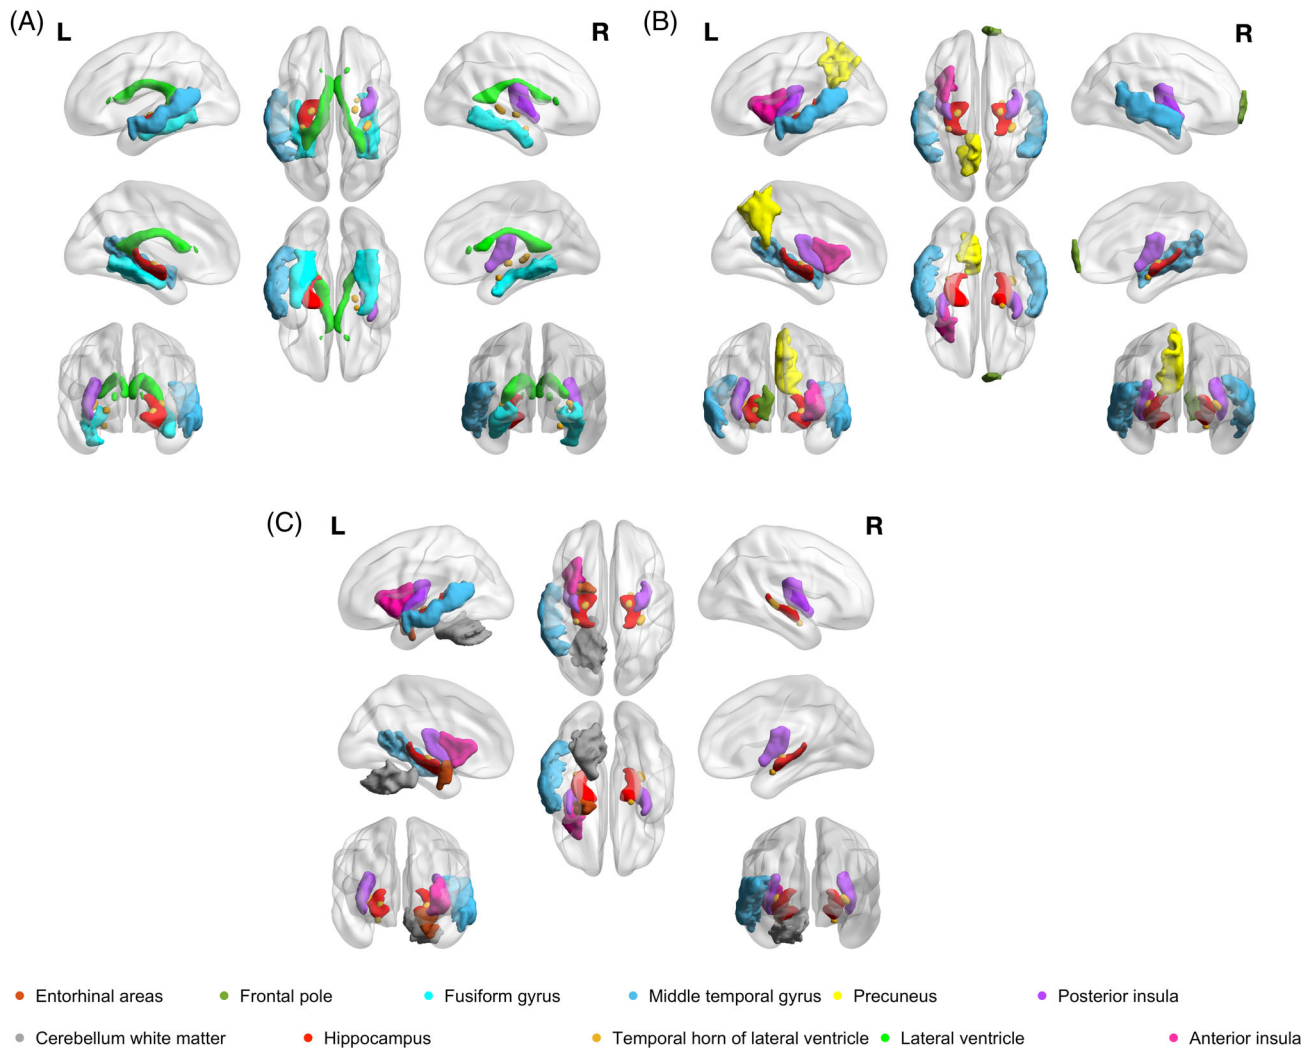 (A) L R (B) L R
(C) L R
Entorhinal areas Frontal pole Fusiform gyrus Middle temporal gyrus Precuneus Posterior insula
Cerebellum white matter Hippocampus Temporal horn of lateral ventricle Lateral ventricle Anterior insula